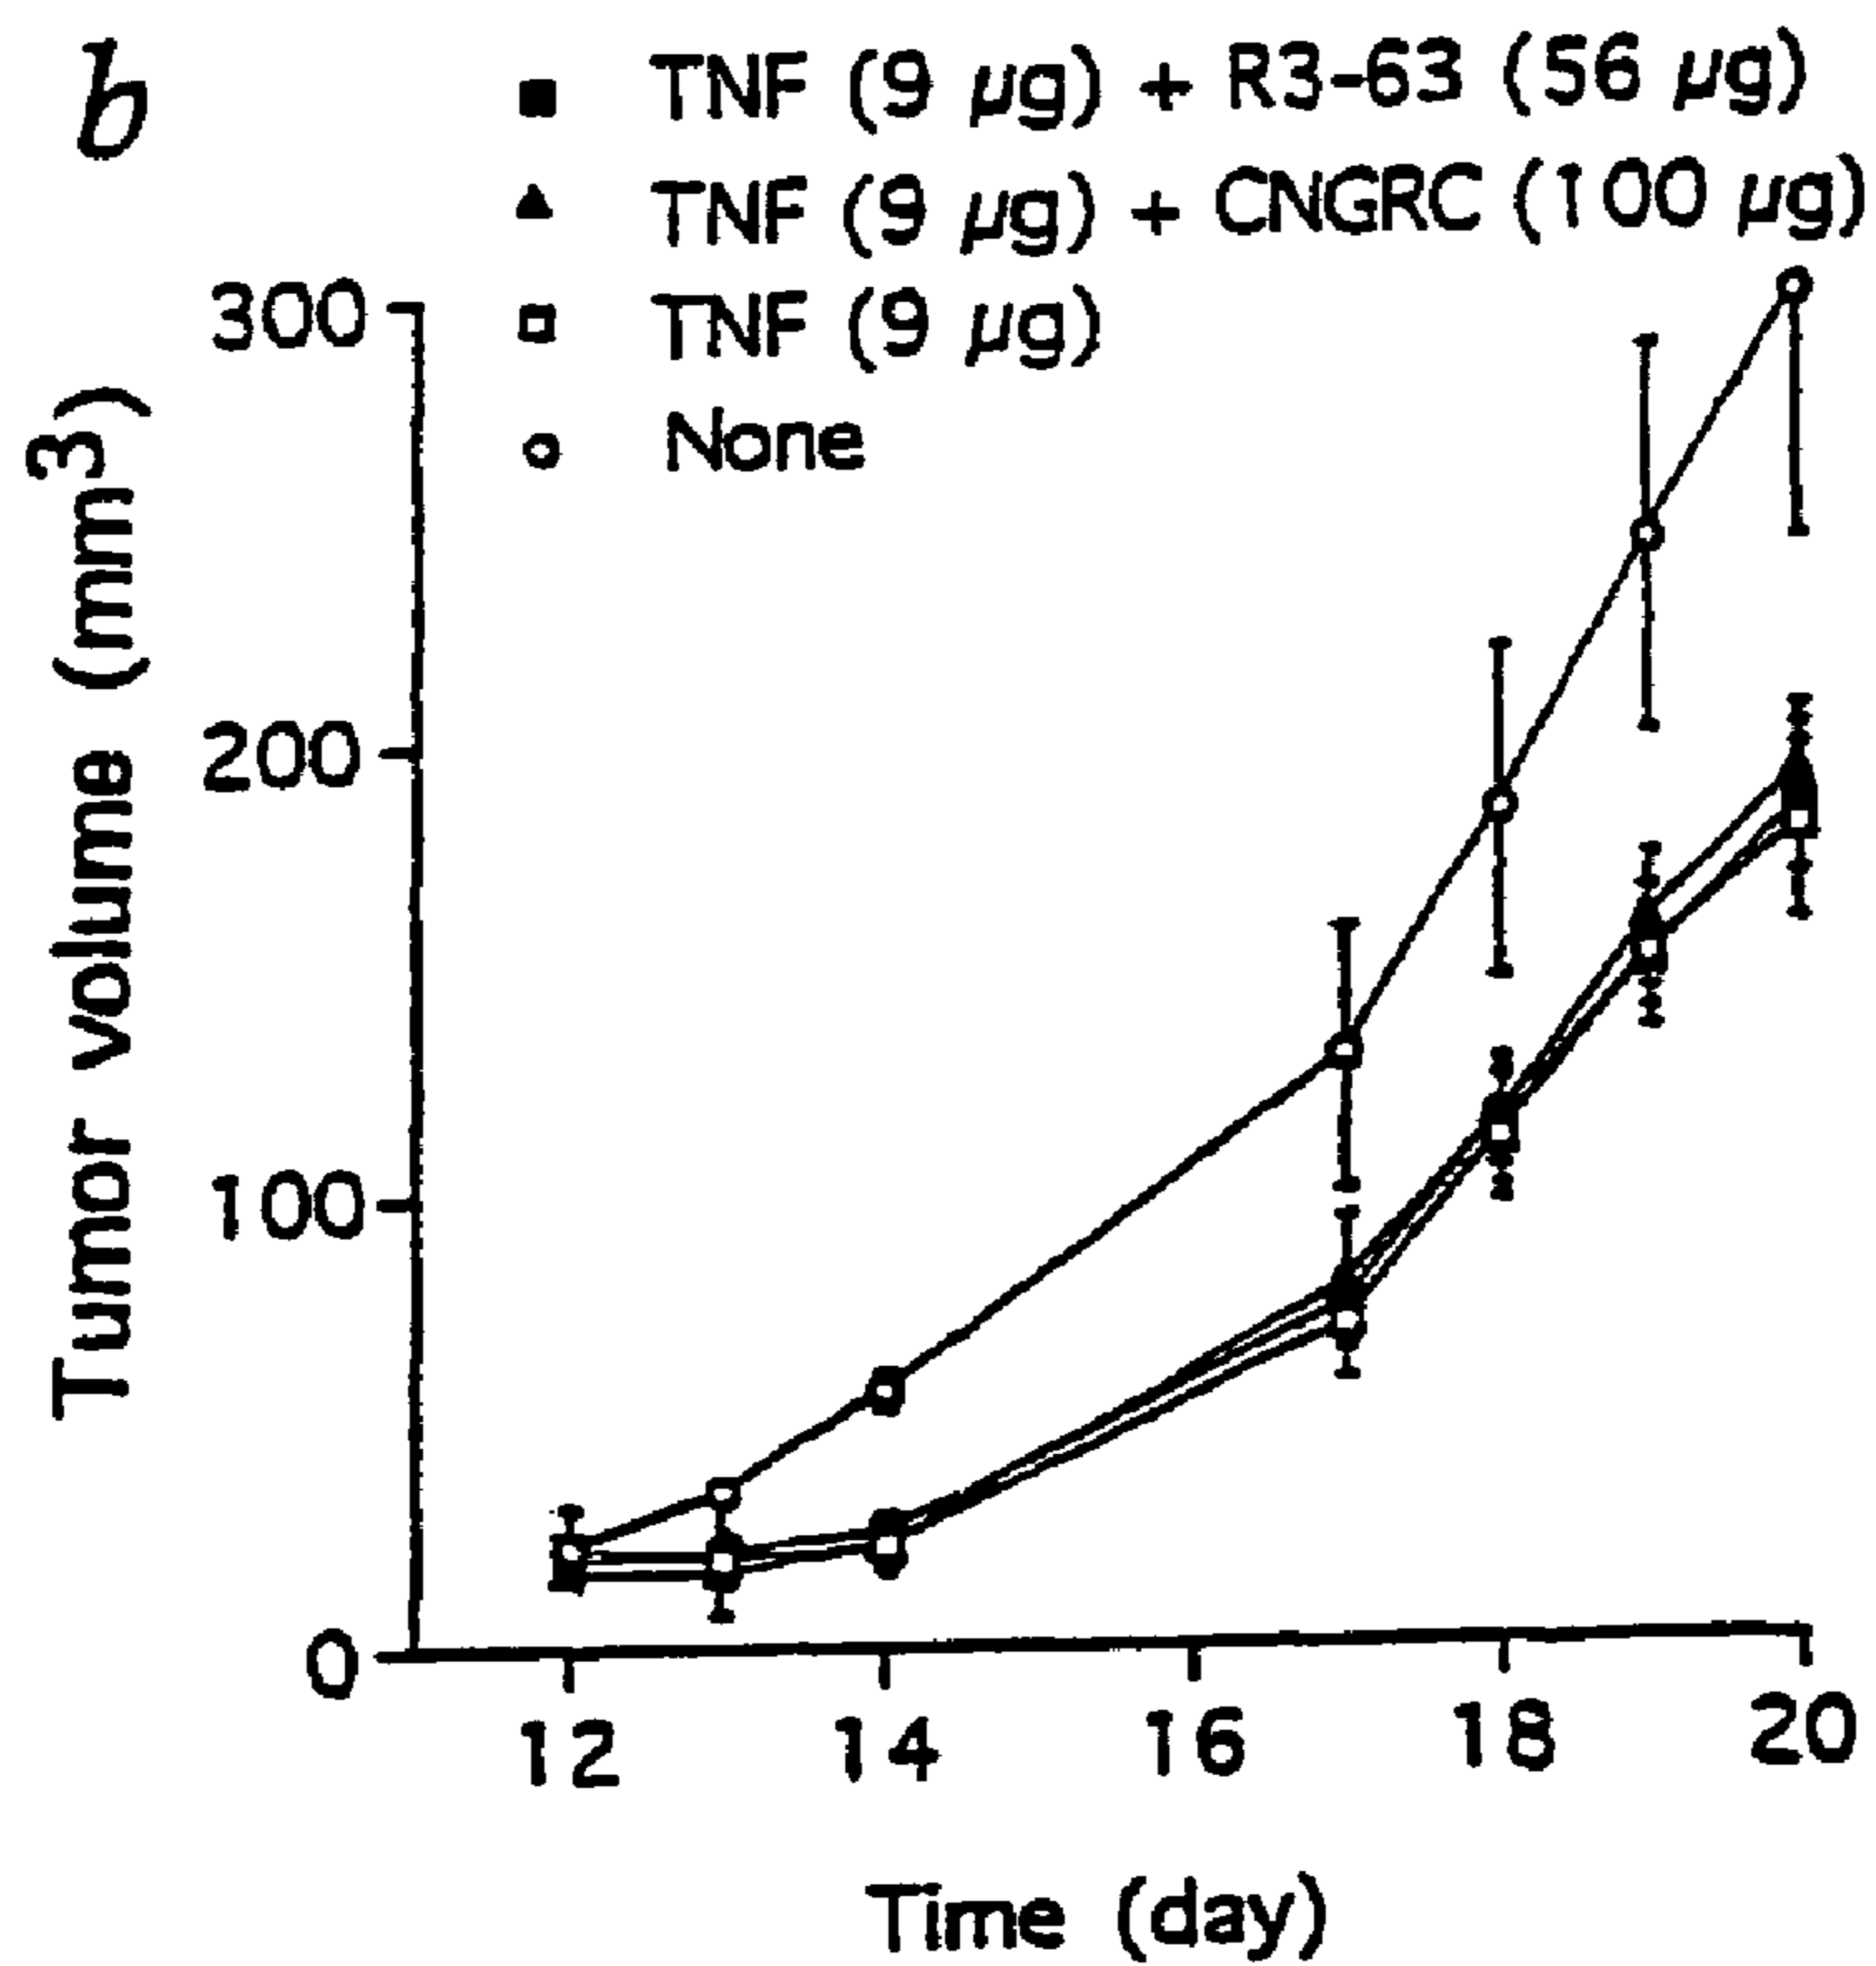 b
TNF (9 µg) + R3-63 (56 µg)
TNF (9 µg) + CNGRC (100 µg)
TNF (9 µg)
None
Tumor volume (mm³)
300
200
100
0
12 14 16 18 20
Time (day)